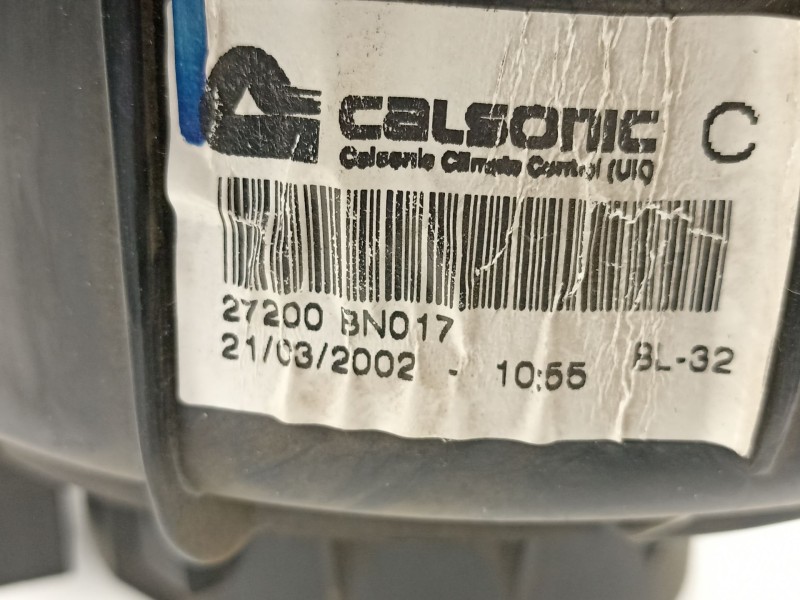 CALSONIC C
Calsonic Climate Control (UK)
27200 BN017
21/03/2002 - 10:55 BL-32